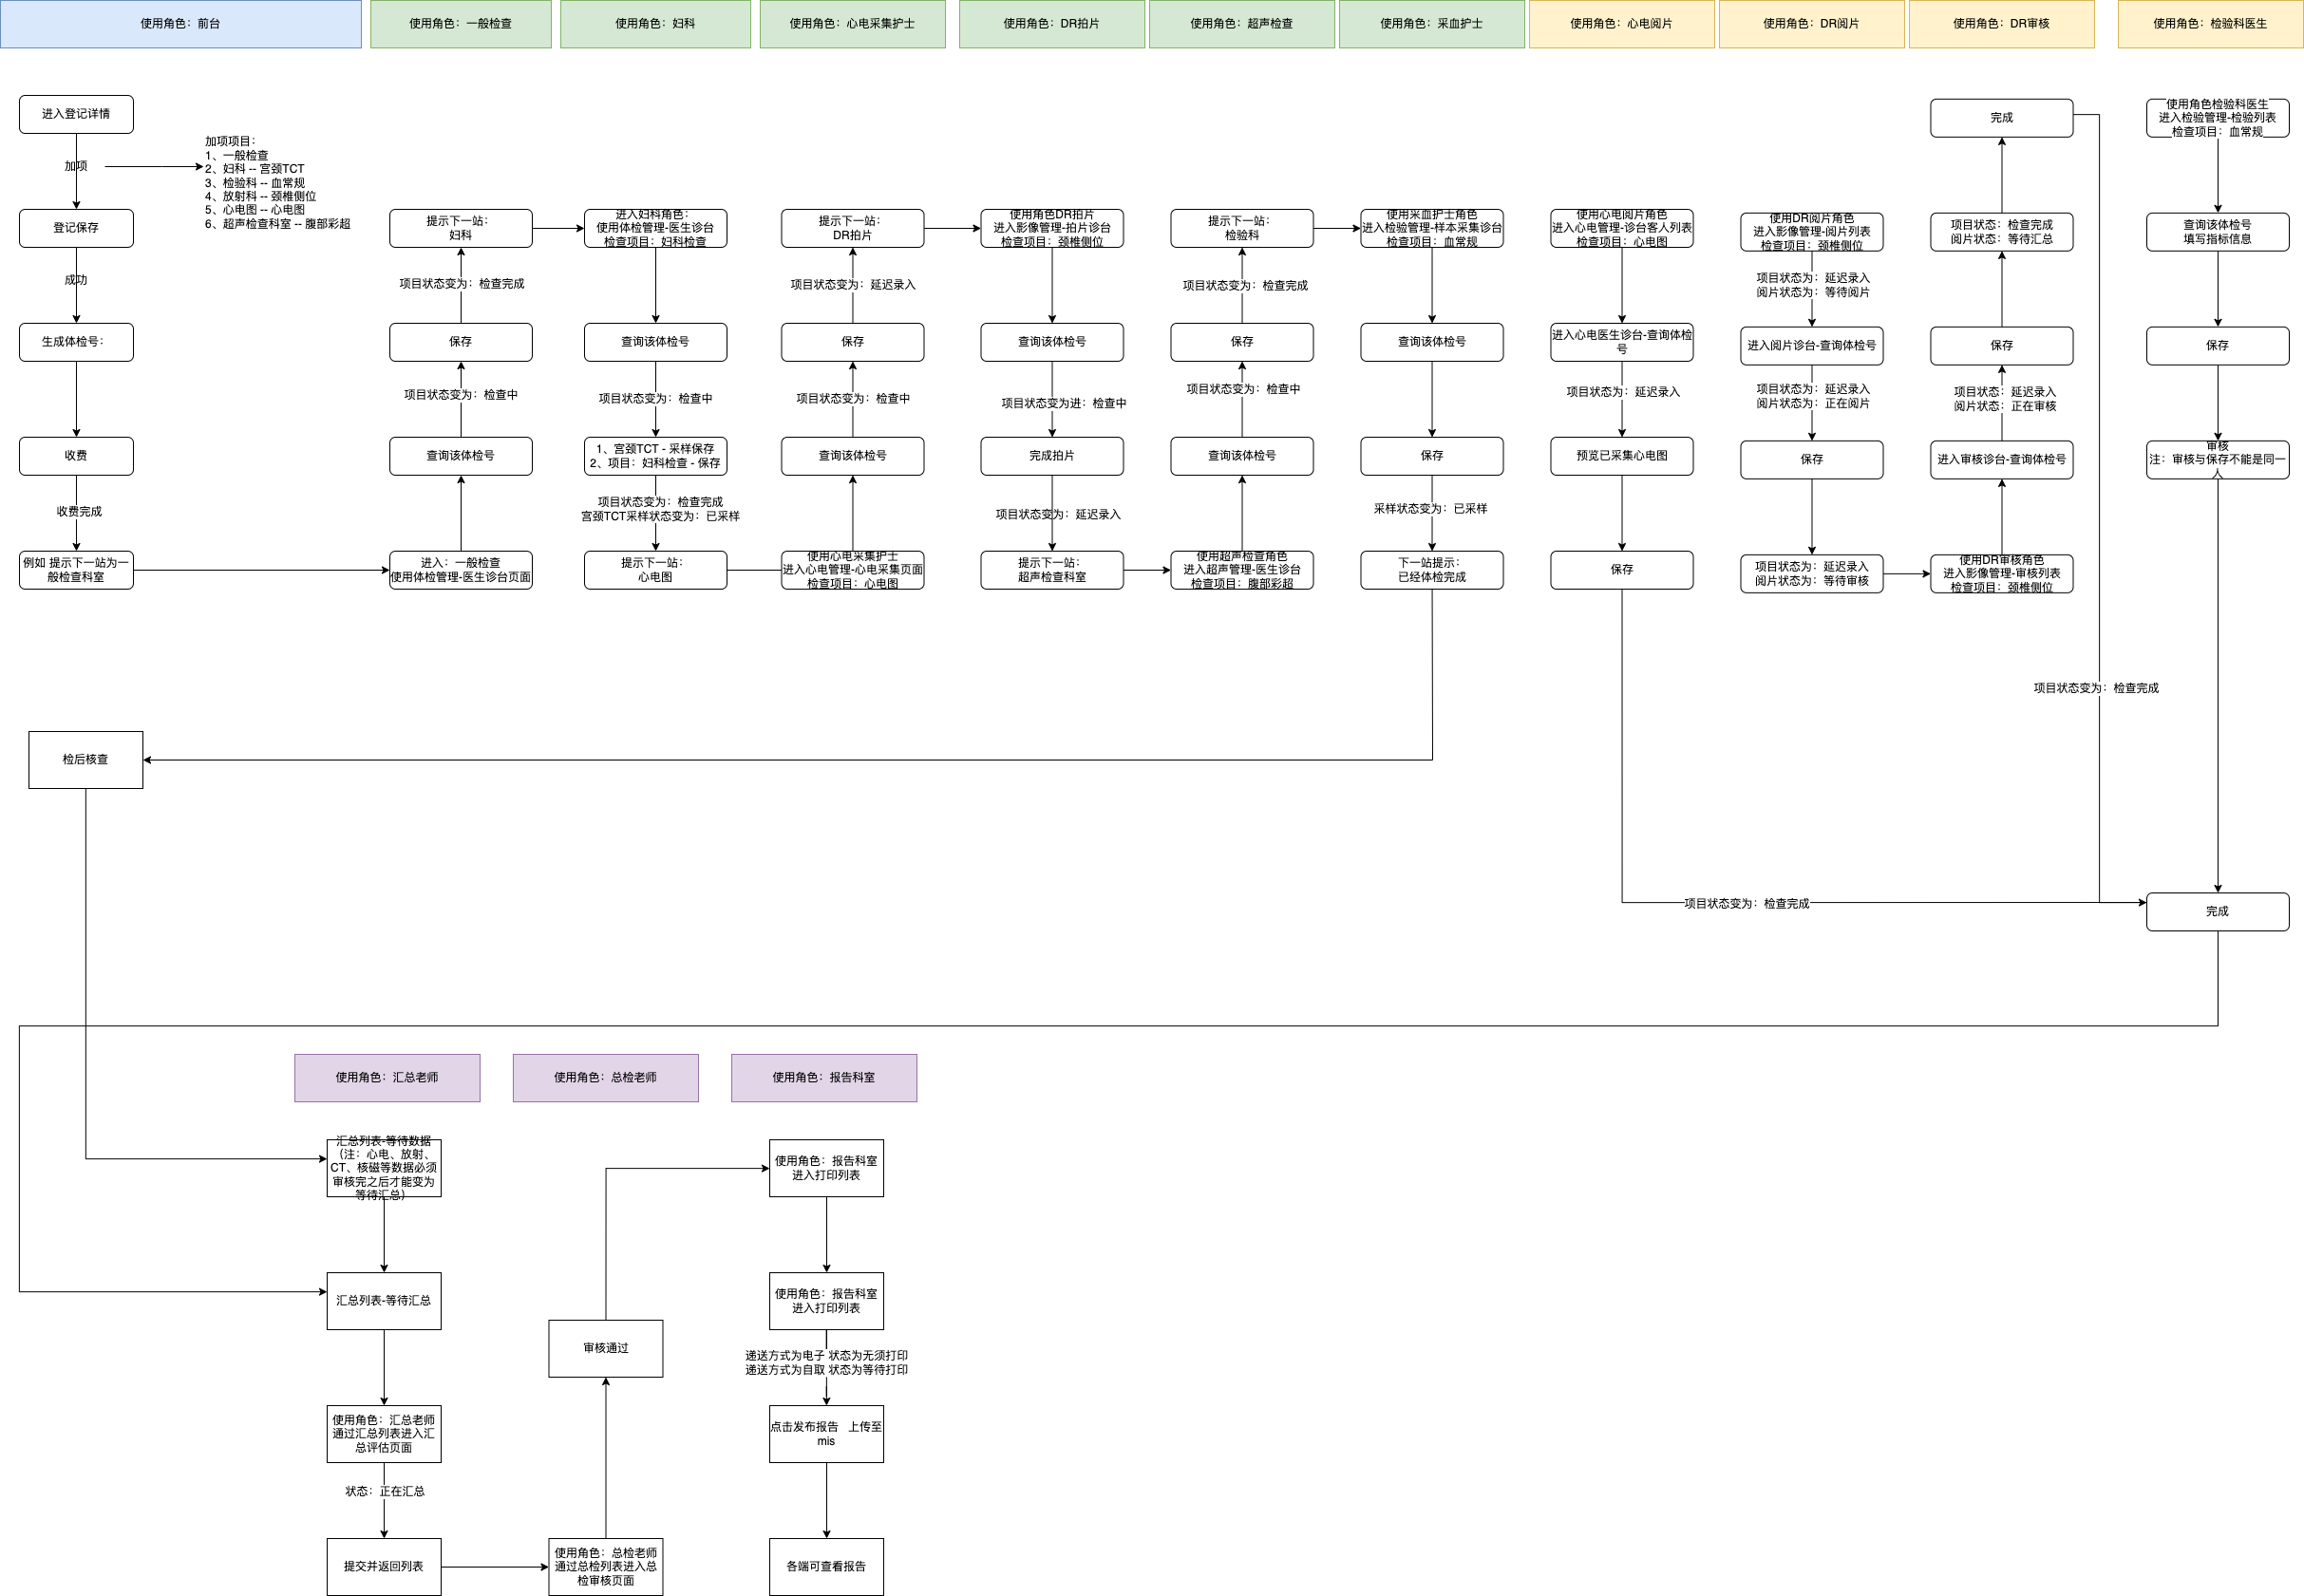 使用角色：前台
使用角色：一般检查
使用角色：妇科
使用角色：心电采集护士
使用角色：DR拍片
使用角色：超声检查
使用角色：采血护士
使用角色：心电阅片
使用角色：DR阅片
使用角色：DR审核
使用角色：检验科医生
进入登记详情
加项
加项项目：
1、一般检查
2、妇科 -- 宫颈TCT
3、检验科 -- 血常规
4、放射科 -- 颈椎侧位
5、心电图 -- 心电图
6、超声检查科室 -- 腹部彩超
登记保存
成功
生成体检号：
收费
收费完成
例如 提示下一站为一
般检查科室
提示下一站：
妇科
项目状态变为：检查完成
保存
项目状态变为：检查中
查询该体检号
进入：一般检查
使用体检管理-医生诊台页面
进入妇科角色：
使用体检管理-医生诊台
检查项目：妇科检查
查询该体检号
项目状态变为：检查中
1、宫颈TCT - 采样保存
2、项目：妇科检查 - 保存
项目状态变为：检查完成
宫颈TCT采样状态变为：已采样
提示下一站：
心电图
提示下一站：
DR拍片
项目状态变为：延迟录入
保存
项目状态变为：检查中
查询该体检号
使用心电采集护士
进入心电管理-心电采集页面
检查项目：心电图
使用角色DR拍片
进入影像管理-拍片诊台
检查项目：颈椎侧位
查询该体检号
项目状态变为进：检查中
完成拍片
项目状态变为：延迟录入
提示下一站：
超声检查科室
提示下一站：
检验科
项目状态变为：检查完成
保存
项目状态变为：检查中
查询该体检号
使用超声检查角色
进入超声管理-医生诊台
检查项目：腹部彩超
使用采血护士角色
进入检验管理-样本采集诊台
检查项目：血常规
查询该体检号
保存
采样状态变为：已采样
下一站提示：
已经体检完成
使用心电阅片角色
进入心电管理-诊台客人列表
检查项目：心电图
进入心电医生诊台-查询体检
号
项目状态变为：延迟录入
预览已采集心电图
保存
使用DR阅片角色
进入影像管理-阅片列表
检查项目：颈椎侧位
项目状态变为：延迟录入
阅片状态为：等待阅片
进入阅片诊台-查询体检号
项目状态变为：延迟录入
阅片状态变为：正在阅片
保存
项目状态为：延迟录入
阅片状态为：等待审核
完成
项目状态：检查完成
阅片状态：等待汇总
保存
项目状态：延迟录入
阅片状态：正在审核
进入审核诊台-查询体检号
使用DR审核角色
进入影像管理-审核列表
检查项目：颈椎侧位
使用角色检验科医生
进入检验管理-检验列表
检查项目：血常规
查询该体检号
填写指标信息
保存
审核
注：审核与保存不能是同一
人
项目状态变为：检查完成
检后核查
项目状态变为：检查完成
完成
使用角色：汇总老师
使用角色：总检老师
使用角色：报告科室
汇总列表-等待数据
（注：心电、放射、
CT、核磁等数据必须
审核完之后才能变为
等待汇总）
汇总列表-等待汇总
使用角色：汇总老师
通过汇总列表进入汇
总评估页面
状态：正在汇总
提交并返回列表
审核通过
使用角色：总检老师
通过总检列表进入总
检审核页面
使用角色：报告科室
进入打印列表
使用角色：报告科室
进入打印列表
递送方式为电子 状态为无须打印
递送方式为自取 状态为等待打印
点击发布报告 上传至
mis
各端可查看报告